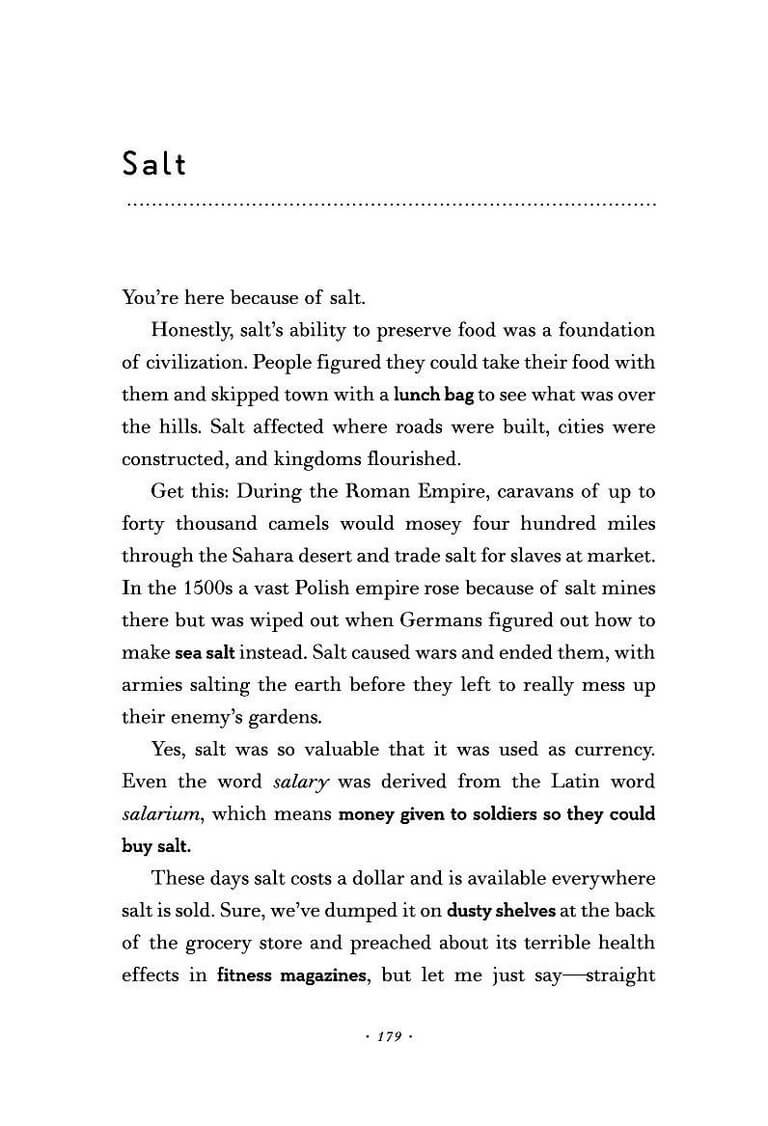 Salt
You're here because of salt.
Honestly, salt's ability to preserve food was a foundation
of civilization. People figured they could take their food with
them and skipped town with a lunch bag to see what was over
the hills. Salt affected where roads were built, cities were
constructed, and kingdoms flourished.
Get this: During the Roman Empire, caravans of up to
forty thousand camels would mosey four hundred miles
through the Sahara desert and trade salt for slaves at market.
In the 1500s a vast Polish empire rose because of salt mines
there but was wiped out when Germans figured out how to
make sea salt instead. Salt caused wars and ended them, with
armies salting the earth before they left to really mess up
their enemy's gardens.
Yes, salt was so valuable that it was used as currency.
Even the word salary was derived from the Latin word
salarium, which means money given to soldiers so they could
buy salt.
These days salt costs a dollar and is available everywhere
salt is sold. Sure, we've dumped it on dusty shelves at the back
of the grocery store and preached about its terrible health
effects in fitness magazines, but let me just say—straight
· 179 ·